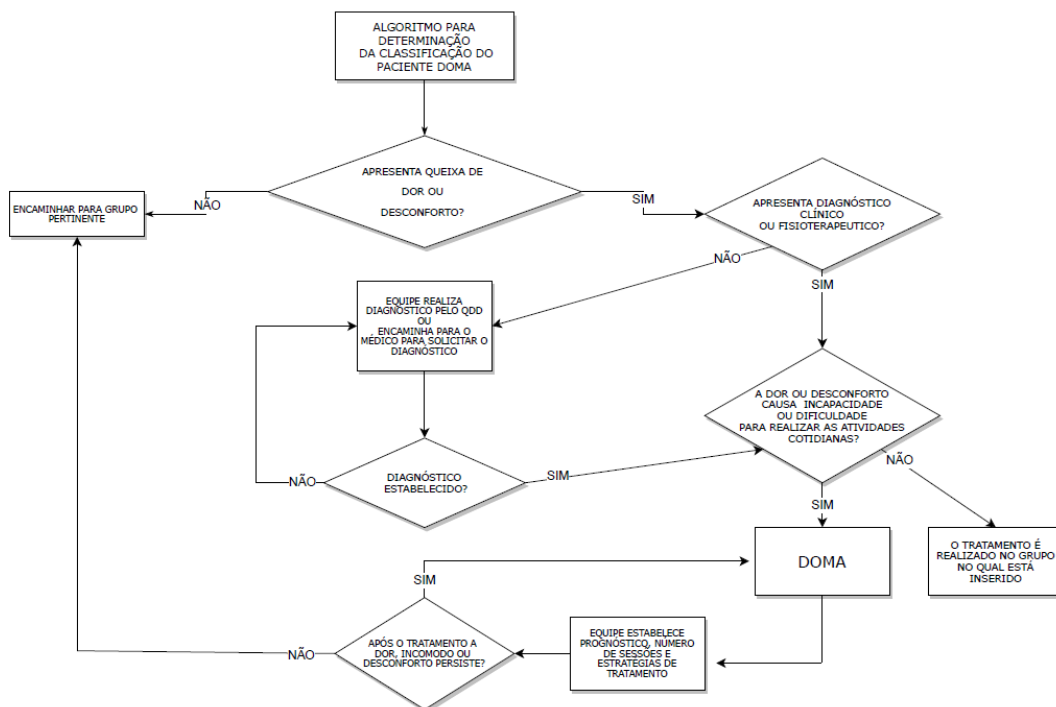 ALGORITMO PARA
DETERMINAÇÃO
DA CLASSIFICAÇÃO DO
PACIENTE DOMA
APRESENTA QUEIXA DE
DOR OU
DESCONFORTO?
NÃO
SIM
ENCAMINHAR PARA GRUPO
PERTINENTE
APRESENTA DIAGNÓSTICO
CLÍNICO
OU FISIOTERAPEUTICO?
NÃO
SIM
EQUIPE REALIZA
DIAGNÓSTICO PELO QDD
OU
ENCAMINHA PARA O
MÉDICO PARA SOLICITAR O
DIAGNÓSTICO
A DOR OU DESCONFORTO
CAUSA INCAPACIDADE
OU DIFICULDADE
PARA REALIZAR AS ATIVIDADES
COTIDIANAS?
NÃO
SIM
DIAGNÓSTICO
ESTABELECIDO?
NÃO
SIM
DOMA
O TRATAMENTO É
REALIZADO NO GRUPO
NO QUAL ESTÁ
INSERIDO
EQUIPE ESTABELECE
PROGNÓSTICO, NÚMERO
DE SESSÕES E
ESTRATÉGIAS DE
TRATAMENTO
SIM
APÓS O TRATAMENTO A
DOR, INCOMODO OU
DESCONFORTO PERSISTE?
NÃO